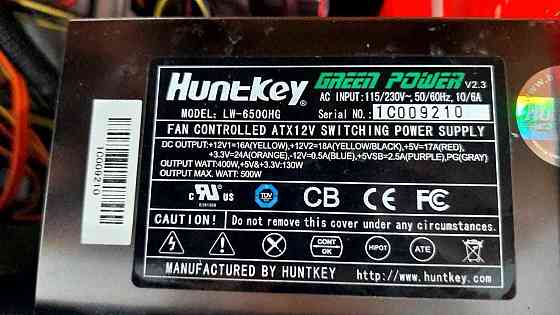 Huntkey GREEN POWER V2.3
AC INPUT:115/230V~,50/60Hz,10/6A
MODEL: LW-6500HG Serial NO.: 1C009210
FAN CONTROLLED ATX12V SWITCHING POWER SUPPLY
DC OUTPUT:+12V1=16A(YELLOW),+12V2=18A(YELLOW/BLACK),+5V=17A(RED),
+3.3V=24A(ORANGE),-12V=0.5A(BLUE),+5VSB=2.5A(PURPLE),PG(GRAY)
OUTPUT WATT:400W,+5V&+3.3V:130W
OUTPUT MAX. WATT: 500W
c US TÜV CB CE FC
CAUTION! Do not remove this cover under any circumstances.
CONT OK HIPOT ATE
MANUFACTURED BY HUNTKEY http://www.huntkey.com
1C009210